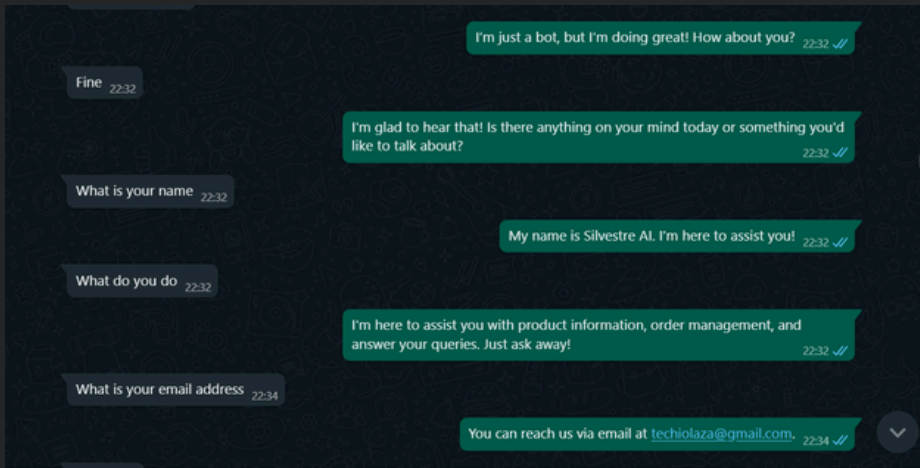 I'm just a bot, but I'm doing great! How about you? 22:32
Fine 22:32
I'm glad to hear that! Is there anything on your mind today or something you'd
like to talk about?
22:32
What is your name 22:32
My name is Silvestre AI. I'm here to assist you! 22:32
What do you do 22:32
I'm here to assist you with product information, order management, and
answer your queries. Just ask away!
22:32
What is your email address 22:34
You can reach us via email at techiolaza@gmail.com. 22:34